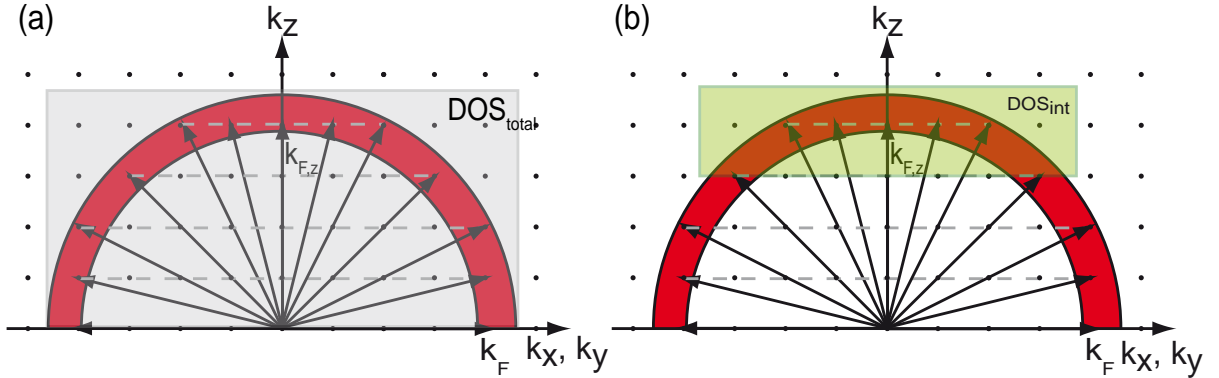 (a)
kz
DOStotal
kF,z
kF kx, ky
(b)
kz
DOSint
kF,z
kF kx, ky